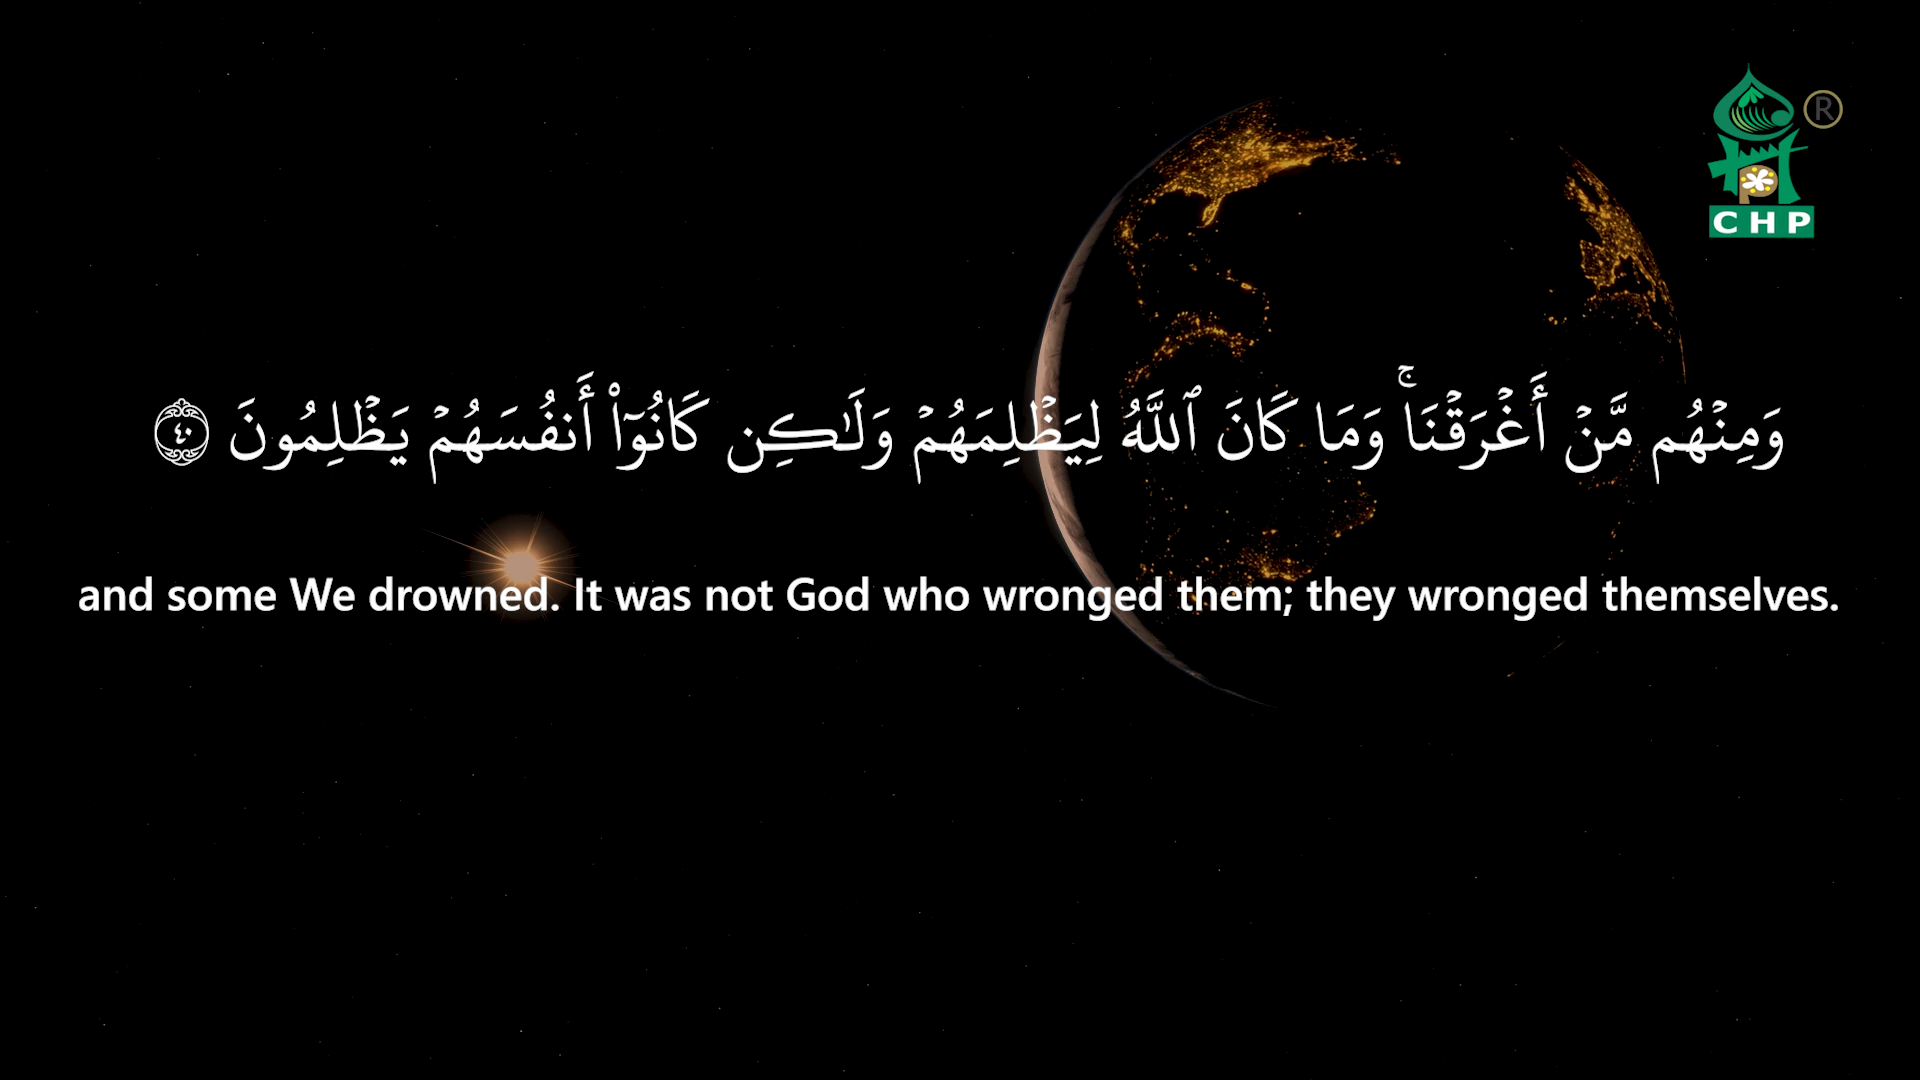 CHP
®
وَمِنْهُم مَّنْ أَغْرَقْنَا ۚ وَمَا كَانَ ٱللَّهُ لِيَظْلِمَهُمْ وَلَـٰكِن كَانُوٓا۟ أَنفُسَهُمْ يَظْلِمُونَ ٤٠
and some We drowned. It was not God who wronged them; they wronged themselves.